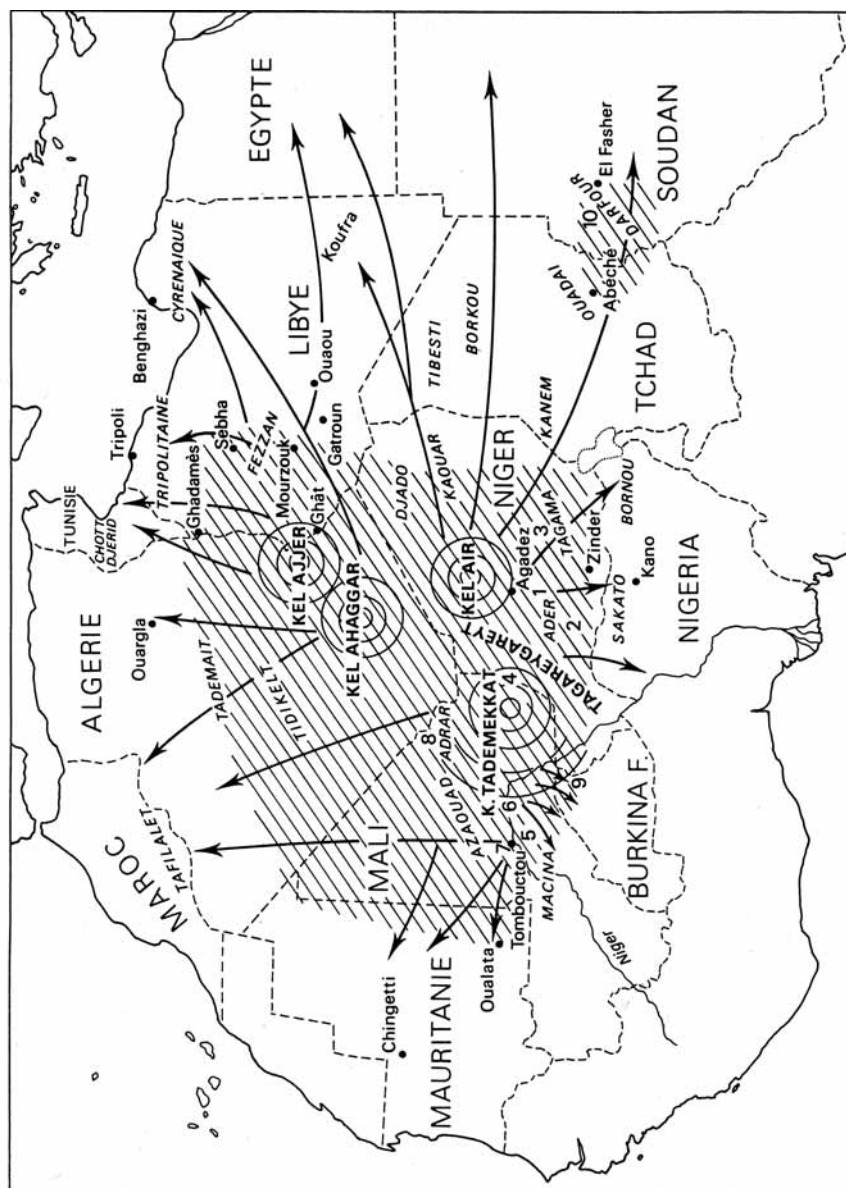 MAROC
ALGERIE
TUNISIE
LIBYE
EGYPTE
MAURITANIE
MALI
NIGER
TCHAD
SOUDAN
BURKINA F.
NIGERIA
TAFILALET
TADEMAIT
TIDIKELT
Ouargla
CHOTT
DJERID
Tripoli
TRIPOLITAINE
Ghadamès
Benghazi
CYRENAIQUE
Sebha
FEZZAN
Mourzouk
Ghât
Gatroun
Ouaou
Koufra
KEL AJJER
KEL AHAGGAR
KEL AIR
K. TADEMEKKAT
TAGAREYGAREYT
Chingetti
Oualata
Tombouctou
AZAOUAD
ADRAR
MACINA
Niger
DJADO
KAOUAR
TIBESTI
BORKOU
KANEM
Agadez
TAGAMA
ADER
Zinder
SAKATO
Kano
BORNOU
OUADAI
Abéché
DARFOUR
El Fasher
1
2
3
4
5
6
7
8
9
10